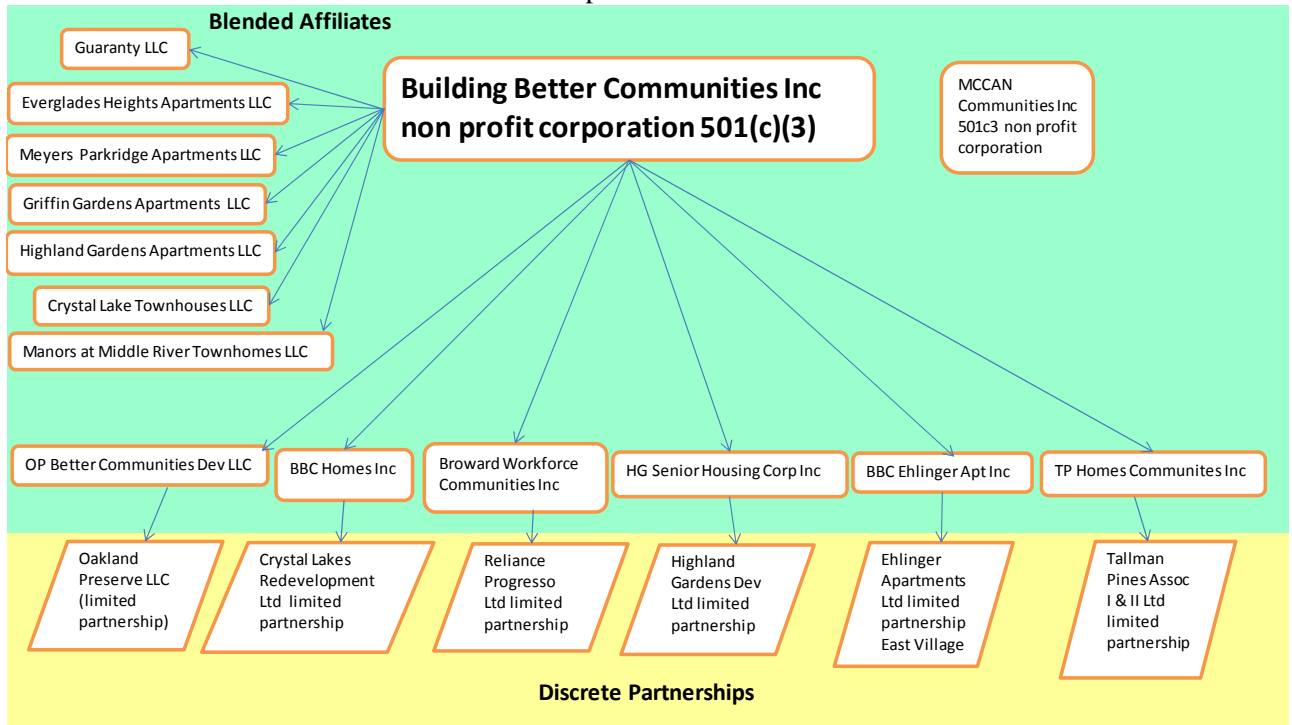 Blended Affiliates
Guaranty LLC
Everglades Heights Apartments LLC
Meyers Parkridge Apartments LLC
Griffin Gardens Apartments LLC
Highland Gardens Apartments LLC
Crystal Lake Townhouses LLC
Manors at Middle River Townhomes LLC
Building Better Communities Inc
non profit corporation 501(c)(3)
MCCAN
Communities Inc
501c3 non profit
corporation
OP Better Communities Dev LLC
BBC Homes Inc
Broward Workforce
Communities Inc
HG Senior Housing Corp Inc
BBC Ehlinger Apt Inc
TP Homes Communites Inc
Oakland
Preserve LLC
(limited
partnership)
Crystal Lakes
Redevelopment
Ltd limited
partnership
Reliance
Progresso
Ltd limited
partnership
Highland
Gardens Dev
Ltd limited
partnership
Ehlinger
Apartments
Ltd limited
partnership
East Village
Tallman
Pines Assoc
I & II Ltd
limited
partnership
Discrete Partnerships